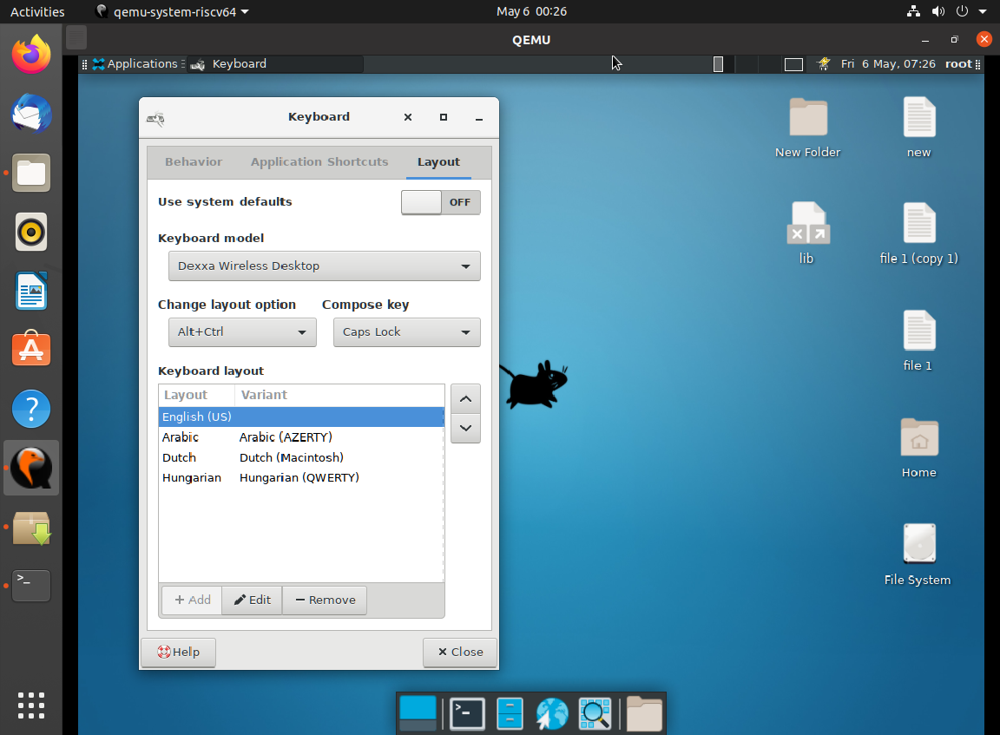 Activities qemu-system-riscv64 May 6 00:26
QEMU
Applications Keyboard Fri 6 May, 07:26 root
Keyboard
Behavior Application Shortcuts Layout
Use system defaults OFF
Keyboard model
Dexxa Wireless Desktop
Change layout option Compose key
Alt+Ctrl Caps Lock
Keyboard layout
Layout Variant
English (US)
Arabic Arabic (AZERTY)
Dutch Dutch (Macintosh)
Hungarian Hungarian (QWERTY)
Add Edit Remove
Help Close
New Folder new
lib file 1 (copy 1)
file 1
Home
File System